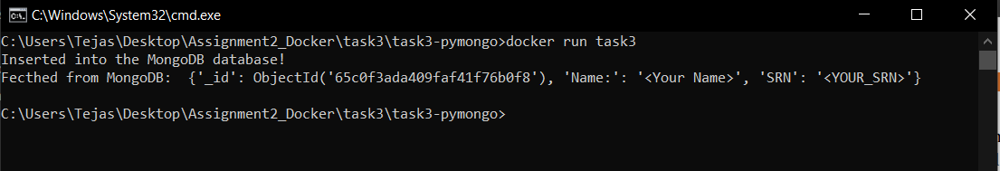 C:\Windows\System32\cmd.exe
C:\Users\Tejas\Desktop\Assignment2_Docker\task3\task3-pymongo>docker run task3
Inserted into the MongoDB database!
Fecthed from MongoDB:  {'_id': ObjectId('65c0f3ada409faf41f76b0f8'), 'Name:': '<Your Name>', 'SRN': '<YOUR_SRN>'}
C:\Users\Tejas\Desktop\Assignment2_Docker\task3\task3-pymongo>